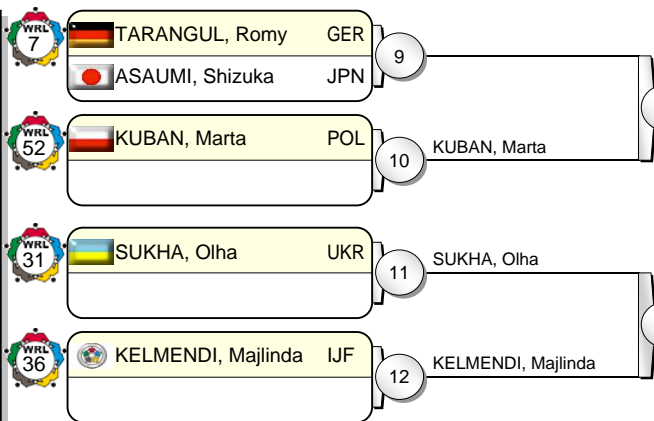 WRL
7
TARANGUL, Romy GER
ASAUMI, Shizuka JPN
9
WRL
52
KUBAN, Marta POL
10
KUBAN, Marta
WRL
31
SUKHA, Olha UKR
11
SUKHA, Olha
WRL
36
KELMENDI, Majlinda IJF
12
KELMENDI, Majlinda